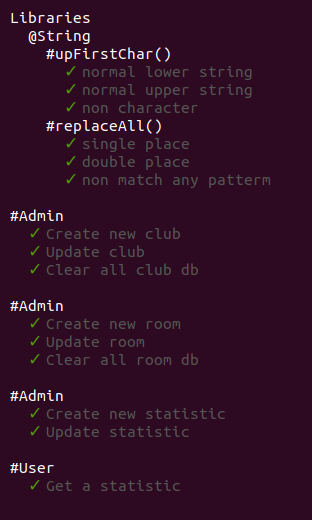 Libraries
@String
#upFirstChar()
✓ normal lower string
✓ normal upper string
✓ non character
#replaceAll()
✓ single place
✓ double place
✓ non match any patterm
#Admin
✓ Create new club
✓ Update club
✓ Clear all club db
#Admin
✓ Create new room
✓ Update room
✓ Clear all room db
#Admin
✓ Create new statistic
✓ Update statistic
#User
✓ Get a statistic